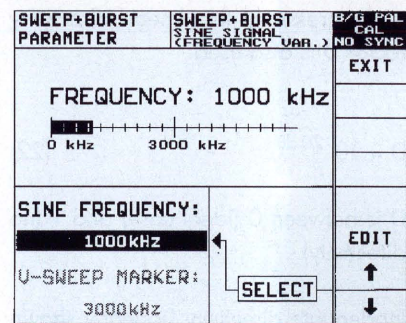 SWEEP+BURST
PARAMETER
SWEEP+BURST
SINE SIGNAL
(FREQUENCY VAR.)
B/G PAL
CAL
NO SYNC
EXIT
FREQUENCY: 1000 kHz
0 kHz
3000 kHz
SINE FREQUENCY:
1000kHz
V-SWEEP MARKER:
3000kHz
SELECT
EDIT
↑
↓